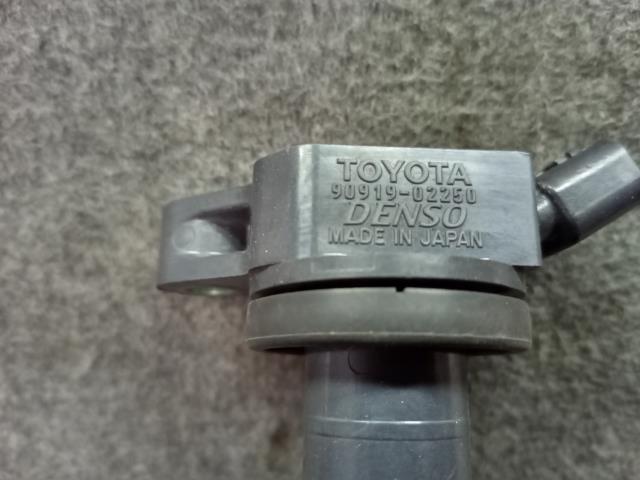 TOYOTA
90919-02250
DENSO
MADE IN JAPAN